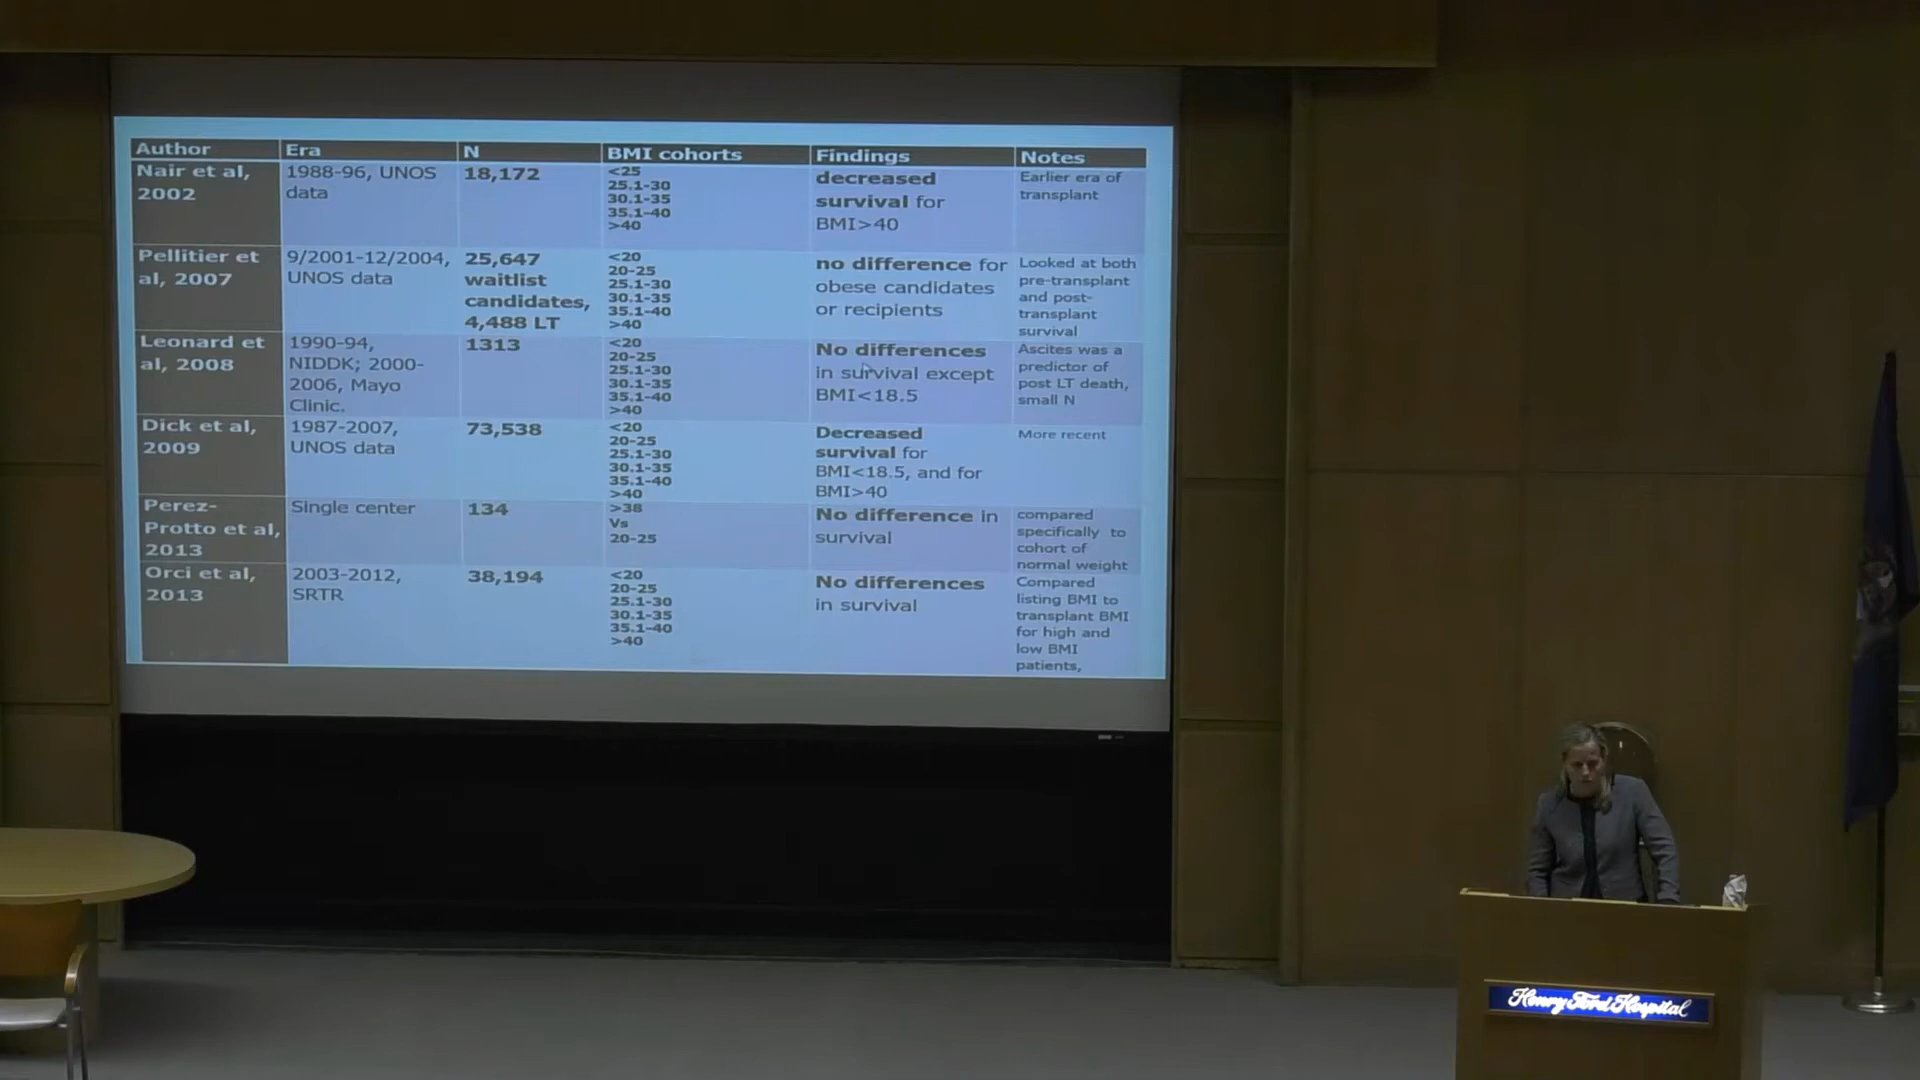 Author Era N BMI cohorts Findings Notes
Nair et al,
2002
1988-96, UNOS
data
18,172
<25
25.1-30
30.1-35
35.1-40
>40
decreased
survival for
BMI>40
Earlier era of
transplant
Pellitier et
al, 2007
9/2001-12/2004,
UNOS data
25,647
waitlist
candidates,
4,488 LT
<20
20-25
25.1-30
30.1-35
35.1-40
>40
no difference for
obese candidates
or recipients
Looked at both
pre-transplant
and post-
transplant
survival
Leonard et
al, 2008
1990-94,
NIDDK; 2000-
2006, Mayo
Clinic.
1313
<20
20-25
25.1-30
30.1-35
35.1-40
>40
No differences
in survival except
BMI<18.5
Ascites was a
predictor of
post LT death,
small N
Dick et al,
2009
1987-2007,
UNOS data
73,538
<20
20-25
25.1-30
30.1-35
35.1-40
>40
Decreased
survival for
BMI<18.5, and for
BMI>40
More recent
Perez-
Protto et al,
2013
Single center
134
>38
Vs
20-25
No difference in
survival
compared
specifically to
cohort of
normal weight
Orci et al,
2013
2003-2012,
SRTR
38,194
<20
20-25
25.1-30
30.1-35
35.1-40
>40
No differences
in survival
Compared
listing BMI to
transplant BMI
for high and
low BMI
patients,
Henry Ford Hospital